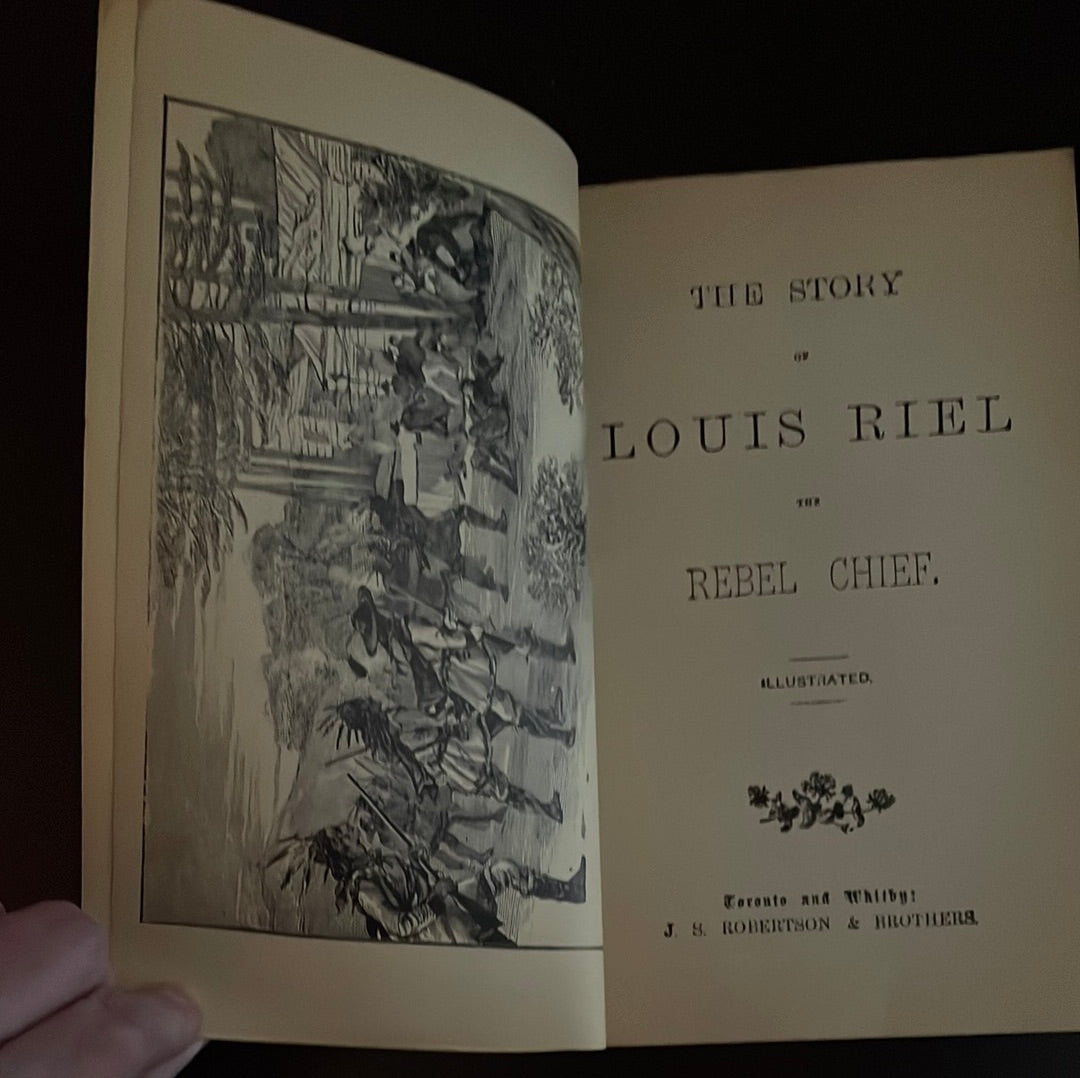 THE STORY
OF
LOUIS RIEL
THE
REBEL CHIEF.
ILLUSTRATED.
Toronto and Whitby:
J. S. ROBERTSON & BROTHERS.